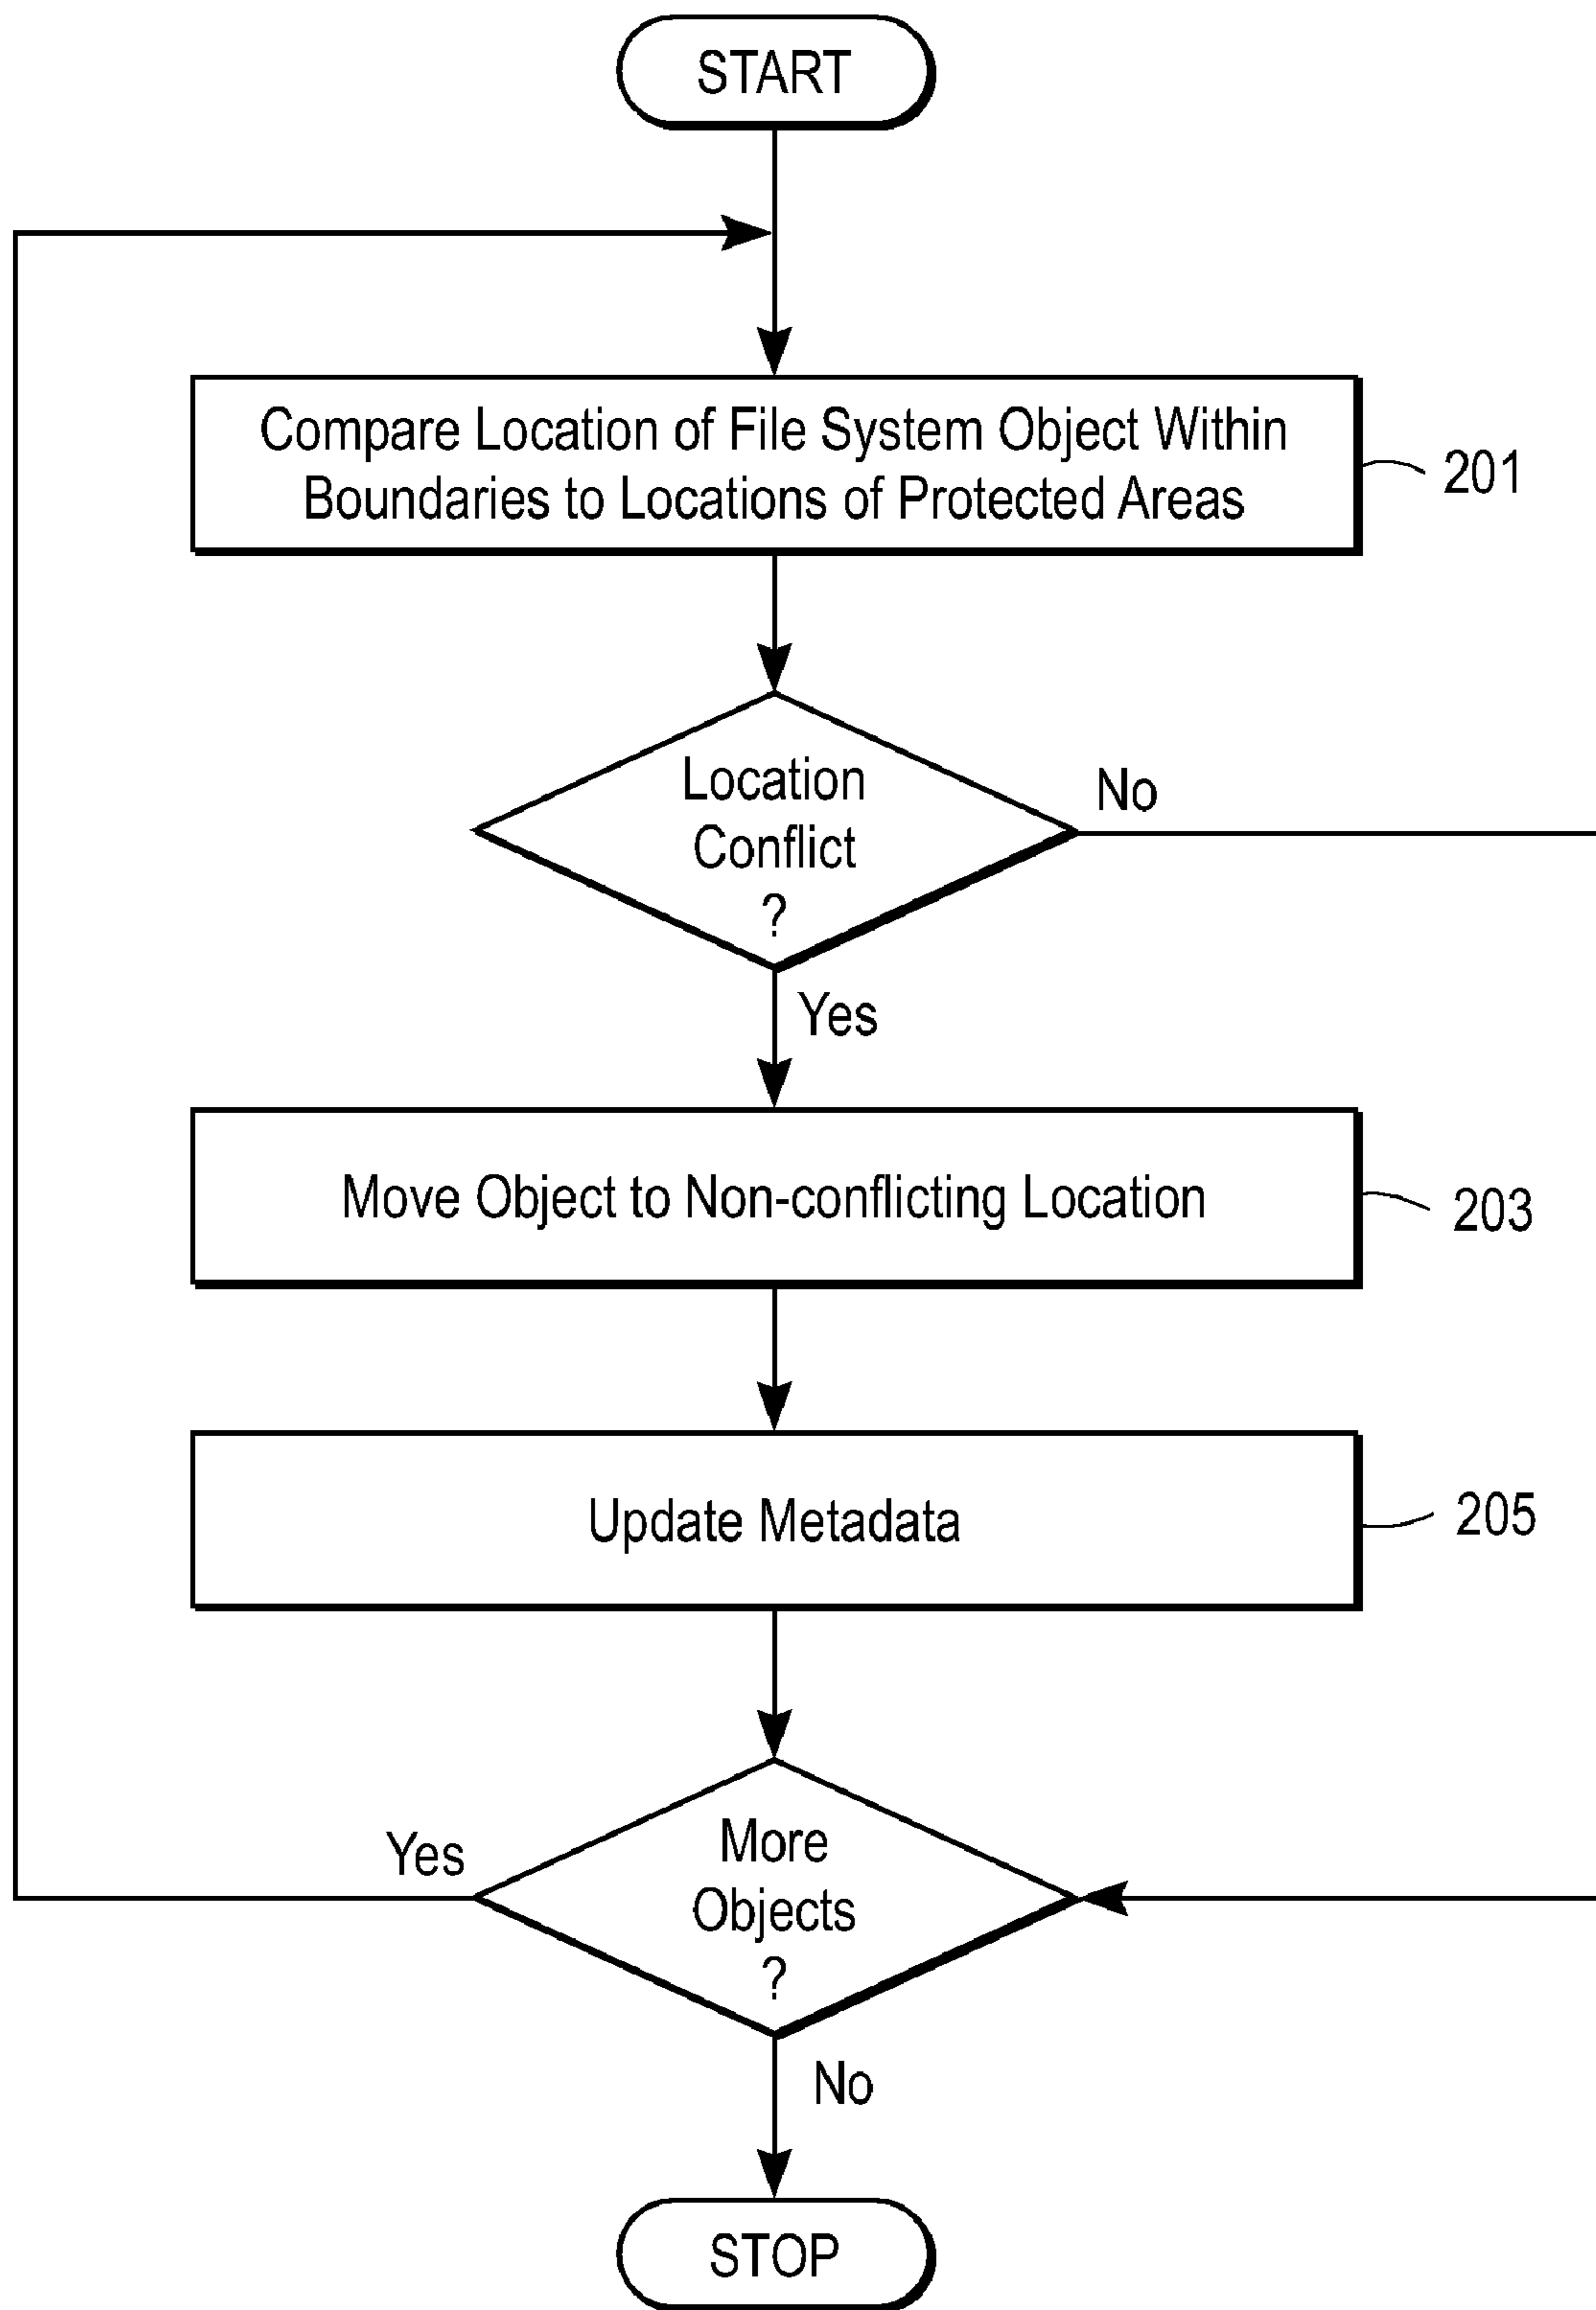 START
Compare Location of File System Object Within
Boundaries to Locations of Protected Areas
201
Location
Conflict
?
No
Yes
Move Object to Non-conflicting Location
203
Update Metadata
205
More
Objects
?
Yes
No
STOP